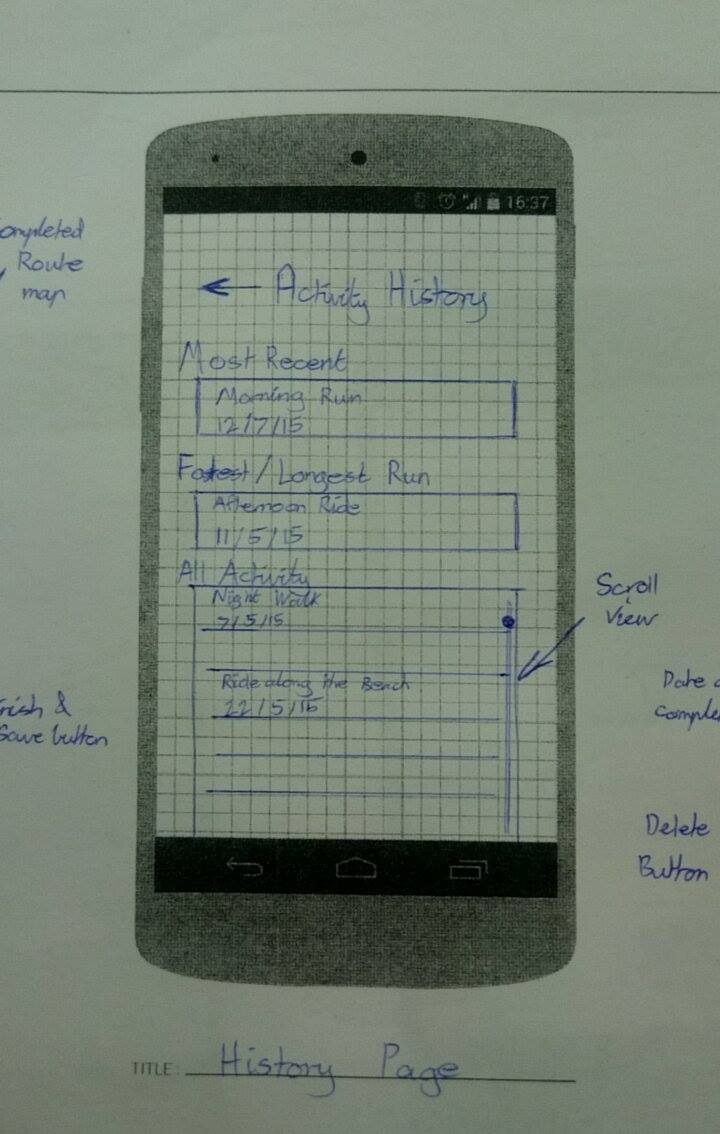 16:37
ompleted
Route
map
Activity History
Most Recent
Morning Run
12/7/15
Fastest/Longest Run
Afternoon Ride
11/5/15
All Activity
Night Walk
7/5/15
Ride along the Beach
22/5/15
Scroll
View
nish &
Save button
Date
comple
Delete
Button
TITLE: History Page